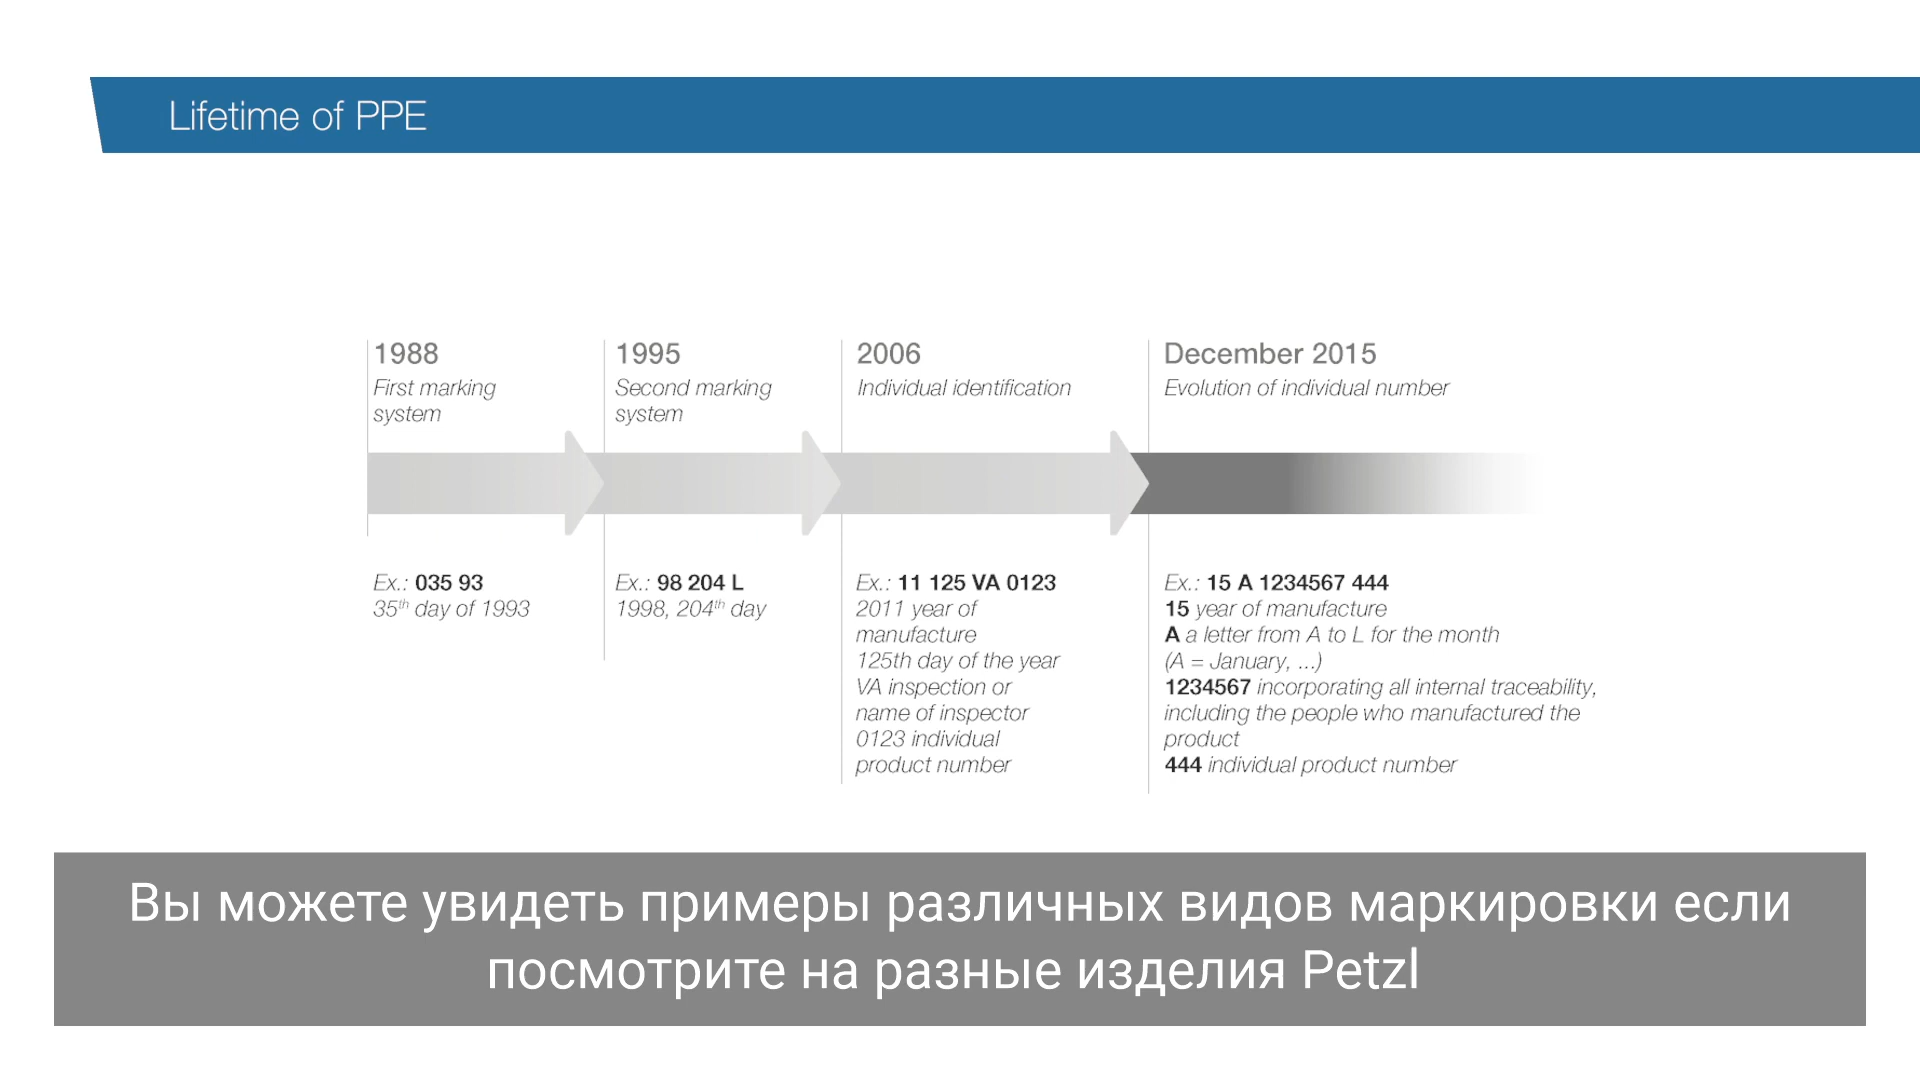 Lifetime of PPE
1988
First marking
system
Ex.: 035 93
35th day of 1993
1995
Second marking
system
Ex.: 98 204 L
1998, 204th day
2006
Individual identification
Ex.: 11 125 VA 0123
2011 year of
manufacture
125th day of the year
VA inspection or
name of inspector
0123 individual
product number
December 2015
Evolution of individual number
Ex.: 15 A 1234567 444
15 year of manufacture
A a letter from A to L for the month
(A = January, ...)
1234567 incorporating all internal traceability,
including the people who manufactured the
product
444 individual product number
Вы можете увидеть примеры различных видов маркировки если
посмотрите на разные изделия Petzl